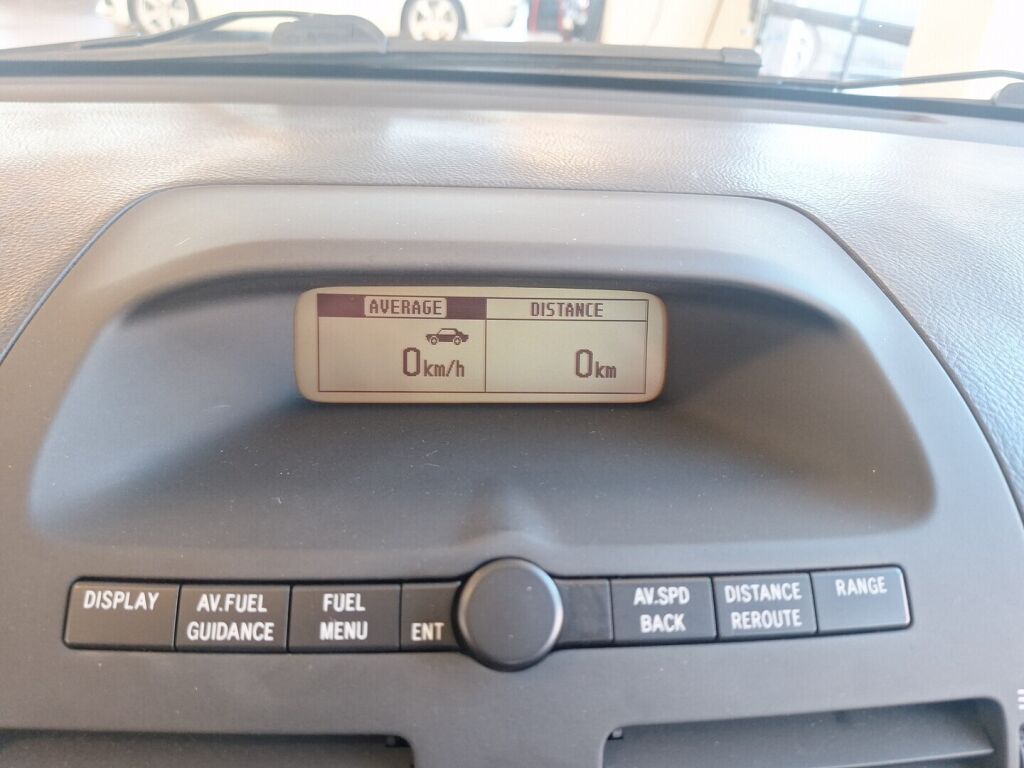 AVERAGE DISTANCE
0km/h 0km
DISPLAY AV.FUEL FUEL AV.SPD DISTANCE RANGE
GUIDANCE MENU ENT BACK REROUTE